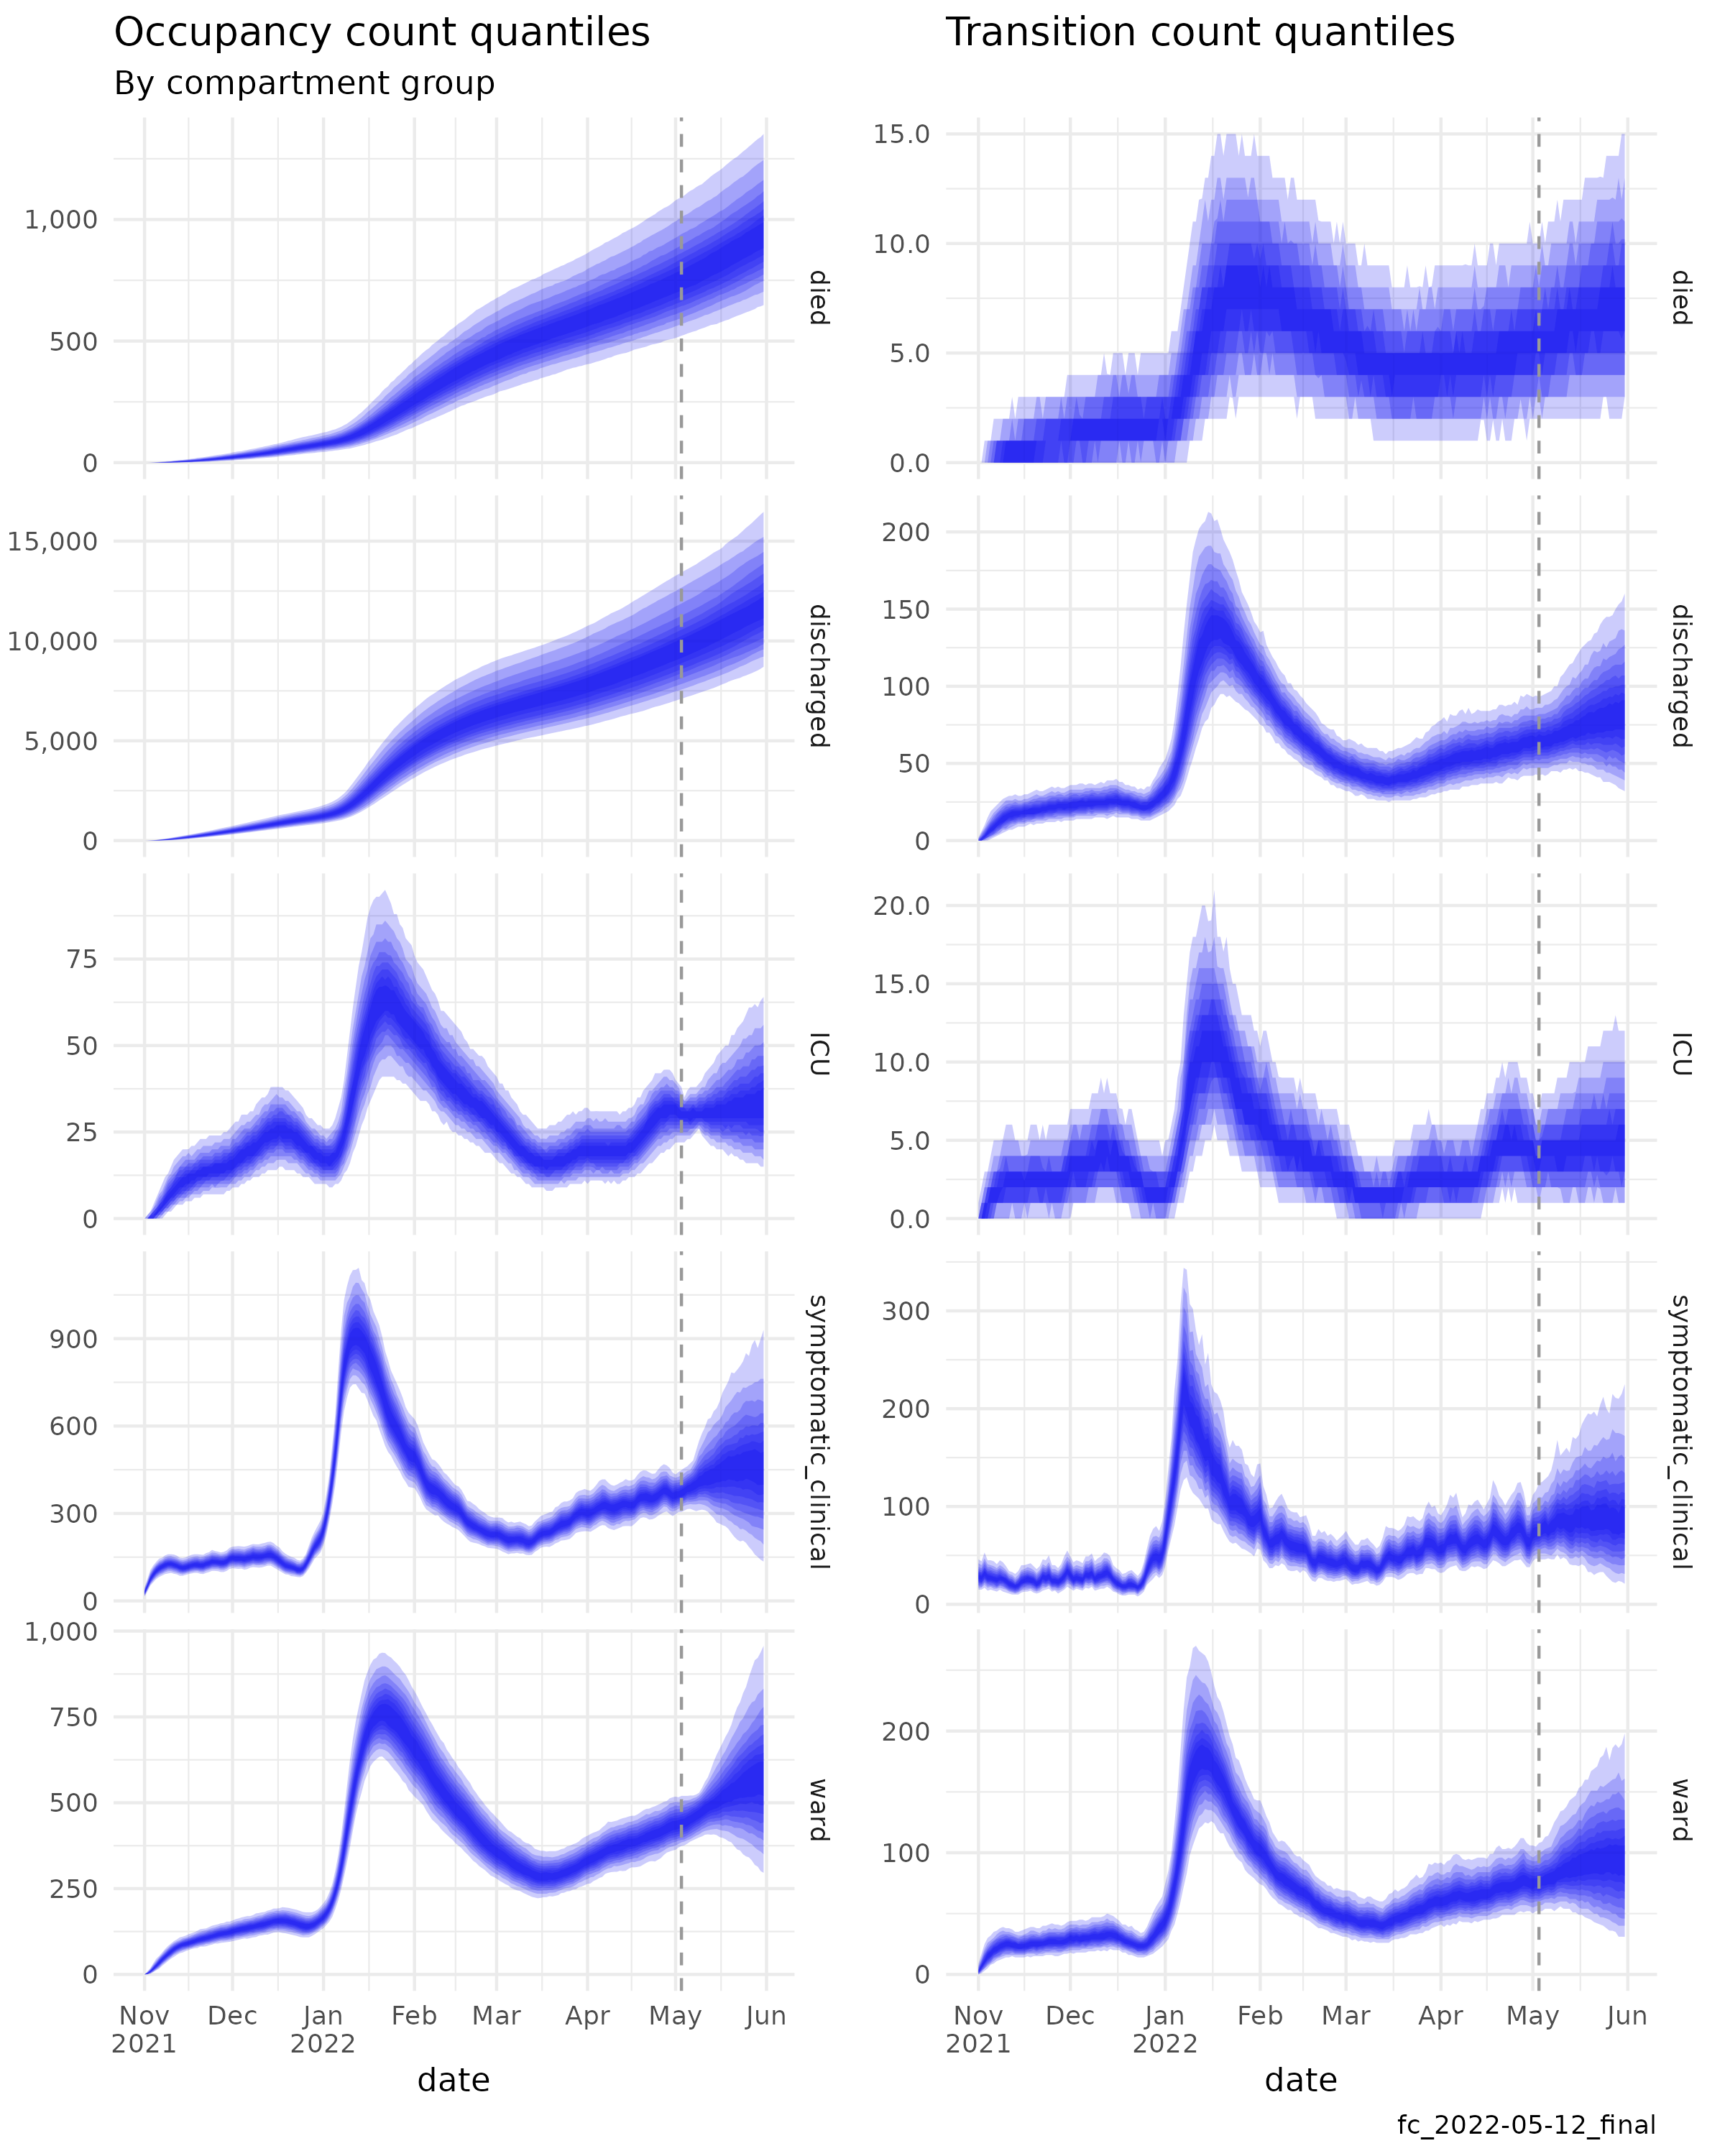 Occupancy count quantiles
By compartment group
1,000
500
0
died
15,000
10,000
5,000
0
discharged
75
50
25
0
ICU
900
600
300
0
symptomatic_clinical
1,000
750
500
250
0
ward
Nov Dec Jan Feb Mar Apr May Jun
2021 2022
date
Transition count quantiles
15.0
10.0
5.0
0.0
died
200
150
100
50
0
discharged
20.0
15.0
10.0
5.0
0.0
ICU
300
200
100
0
symptomatic_clinical
200
100
0
ward
Nov Dec Jan Feb Mar Apr May Jun
2021 2022
date
fc_2022-05-12_final